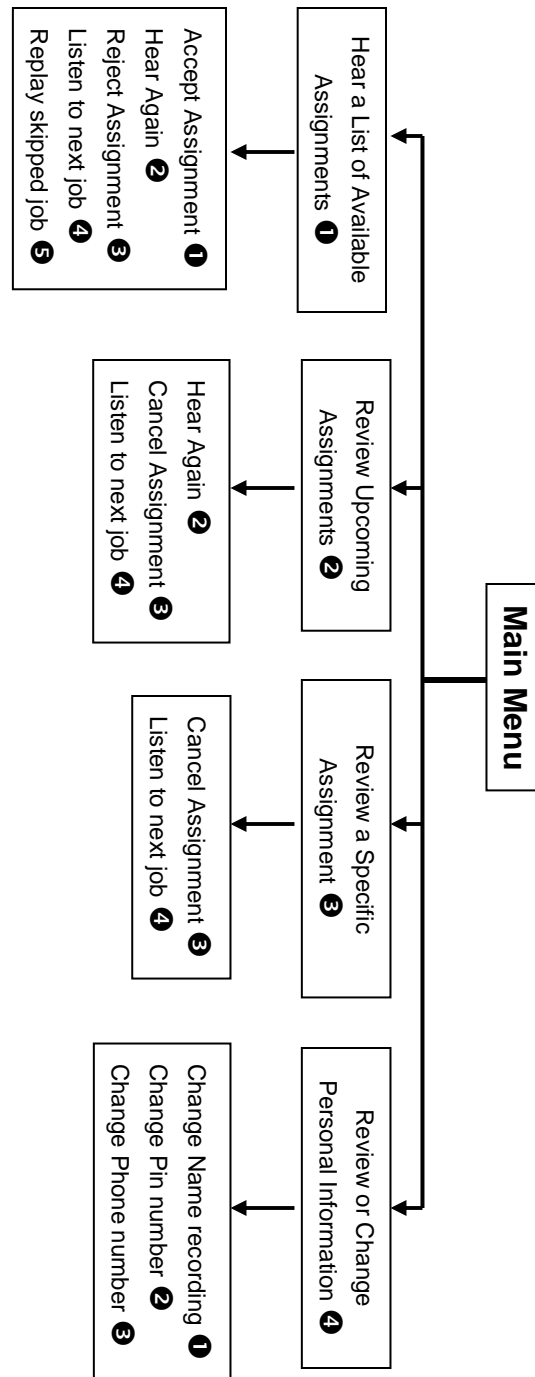 Main Menu
Hear a List of Available
Assignments ❶
Accept Assignment ❶
Hear Again ❷
Reject Assignment ❸
Listen to next job ❹
Replay skipped job ❺
Review Upcoming
Assignments ❷
Hear Again ❷
Cancel Assignment ❸
Listen to next job ❹
Review a Specific
Assignment ❸
Cancel Assignment ❸
Listen to next job ❹
Review or Change
Personal Information ❹
Change Name recording ❶
Change Pin number ❷
Change Phone number ❸